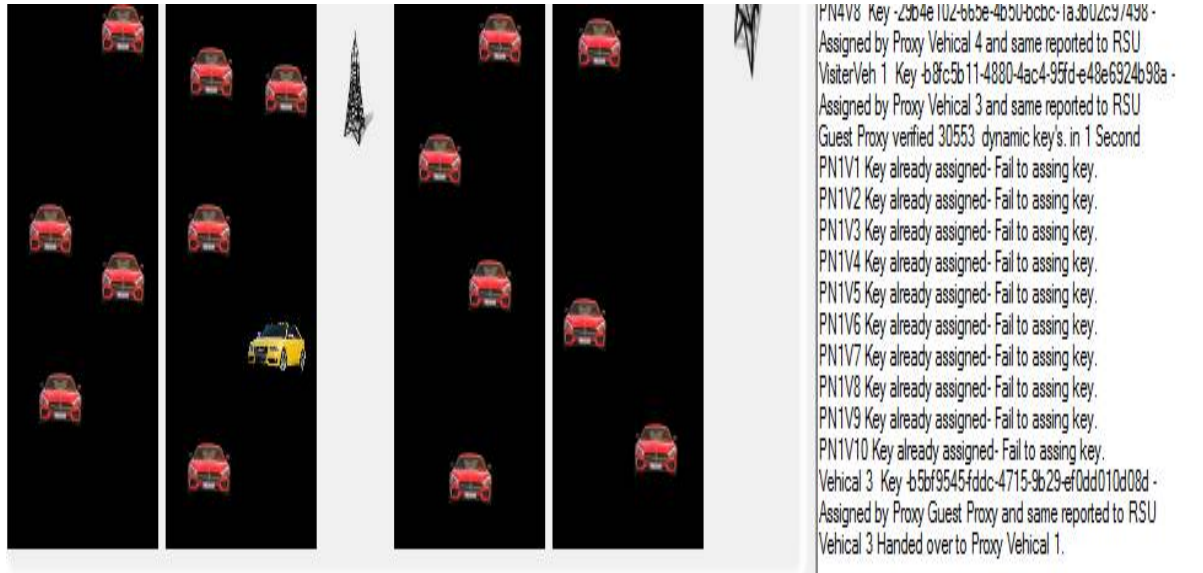 PN4V8 Key -29b4e102-665e-4b50-bcbc-1a3b02c97498 -
Assigned by Proxy Vehical 4 and same reported to RSU
VisiterVeh 1 Key -b8fc5b11-4880-4ac4-95fd-e48e6924b98a -
Assigned by Proxy Vehical 3 and same reported to RSU
Guest Proxy verified 30553 dynamic key's. in 1 Second
PN1V1 Key already assigned- Fail to assing key.
PN1V2 Key already assigned- Fail to assing key.
PN1V3 Key already assigned- Fail to assing key.
PN1V4 Key already assigned- Fail to assing key.
PN1V5 Key already assigned- Fail to assing key.
PN1V6 Key already assigned- Fail to assing key.
PN1V7 Key already assigned- Fail to assing key.
PN1V8 Key already assigned- Fail to assing key.
PN1V9 Key already assigned- Fail to assing key.
PN1V10 Key already assigned- Fail to assing key.
Vehical 3 Key -b5bf9545-fddc-4715-9b29-ef0dd010d08d -
Assigned by Proxy Guest Proxy and same reported to RSU
Vehical 3 Handed over to Proxy Vehical 1.